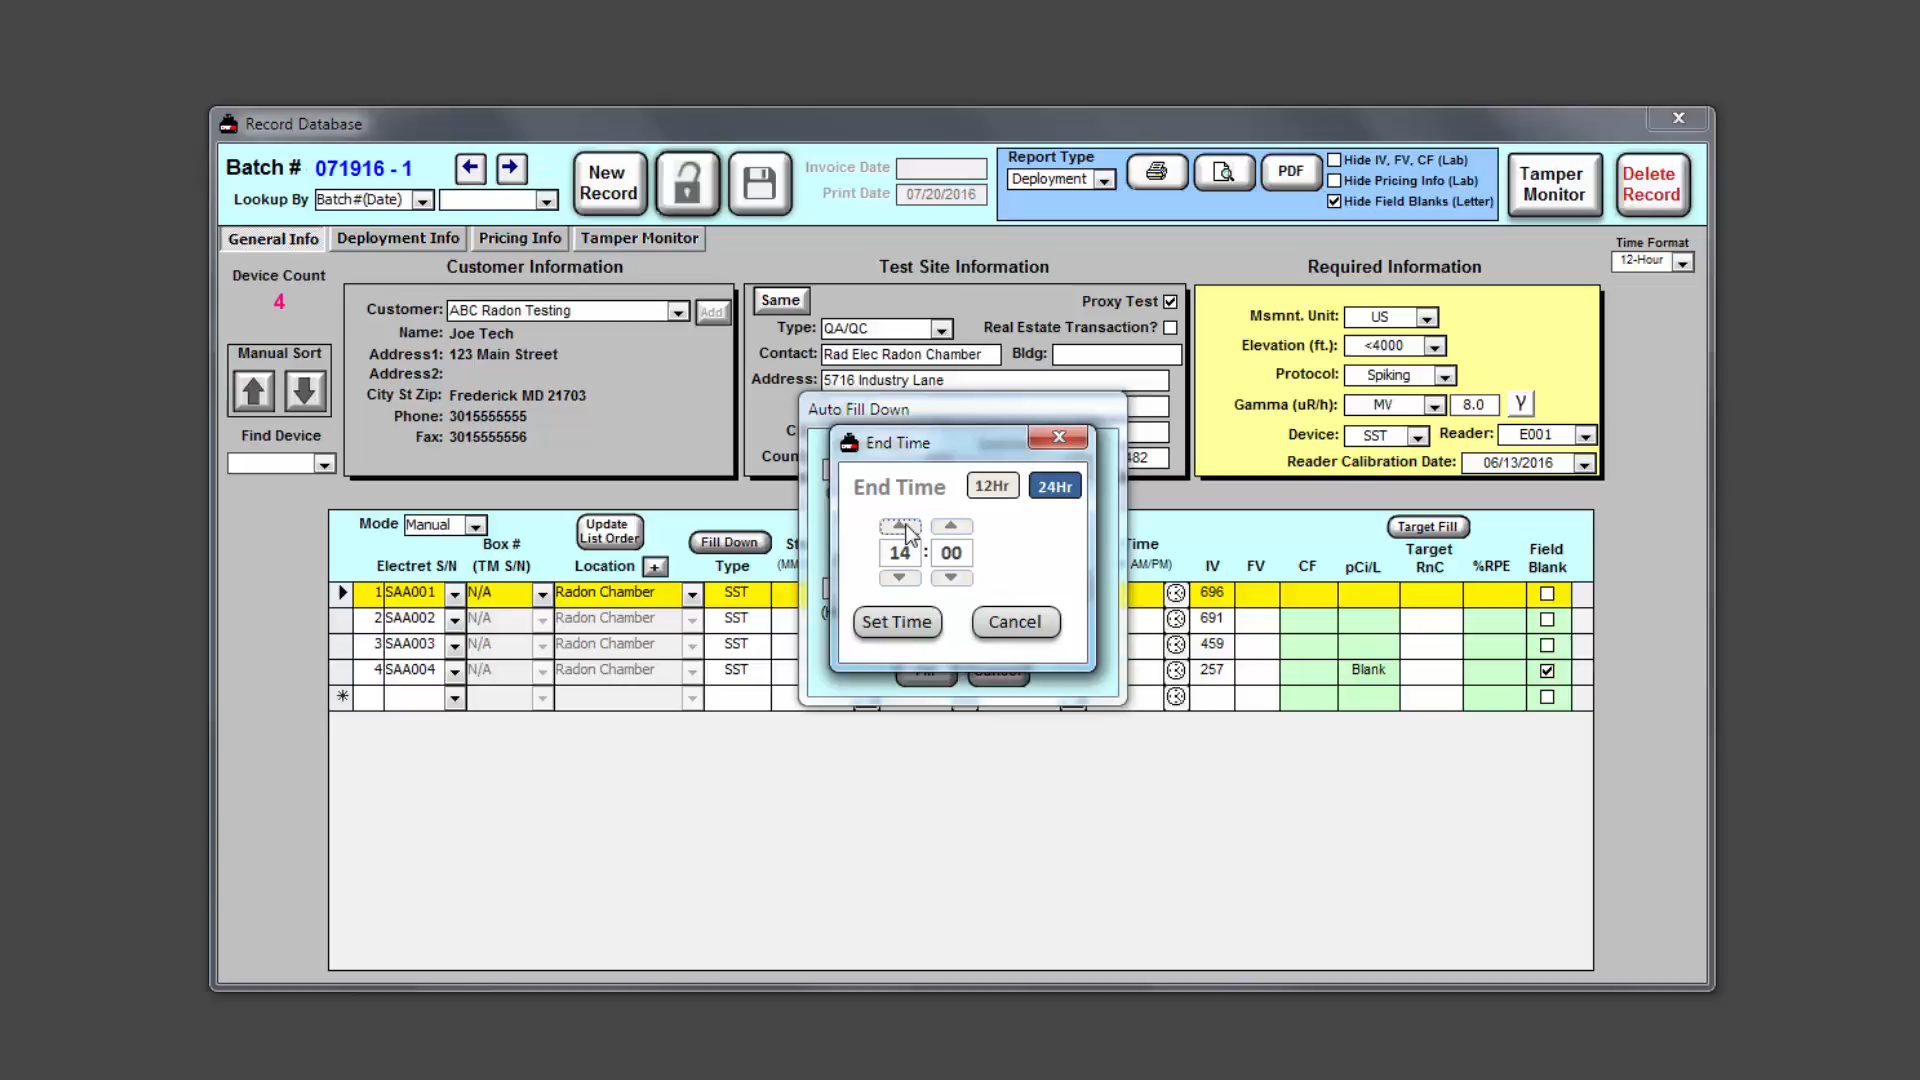 Record Database
X
Batch # 071916 - 1
New Record
Invoice Date
Print Date 07/20/2016
Report Type
Deployment
PDF
Hide IV, FV, CF (Lab)
Hide Pricing Info (Lab)
Hide Field Blanks (Letter)
Tamper Monitor
Delete Record
Lookup By Batch#(Date)
General Info Deployment Info Pricing Info Tamper Monitor
Time Format
12-Hour
Device Count
4
Manual Sort
Find Device
Customer Information
Customer: ABC Radon Testing Add
Name: Joe Tech
Address1: 123 Main Street
Address2:
City St Zip: Frederick MD 21703
Phone: 3015555555
Fax: 3015555556
Test Site Information
Same Proxy Test
Type: QA/QC Real Estate Transaction?
Contact: Rad Elec Radon Chamber Bldg:
Address: 5716 Industry Lane
C
Coun 482
Required Information
Msmnt. Unit: US
Elevation (ft.): <4000
Protocol: Spiking
Gamma (uR/h): MV 8.0 γ
Device: SST Reader: E001
Reader Calibration Date: 06/13/2016
Auto Fill Down
End Time
End Time 12Hr 24Hr
14 : 00
Set Time Cancel
Mode Manual
Update List Order
Fill Down
Target Fill
Electret S/N Box # (TM S/N) Location + Type St (MM Time AM/PM) IV FV CF pCi/L Target RnC %RPE Field Blank
1 SAA001 N/A Radon Chamber SST 696
2 SAA002 N/A Radon Chamber SST 691
3 SAA003 N/A Radon Chamber SST 459
4 SAA004 N/A Radon Chamber SST 257 Blank
*